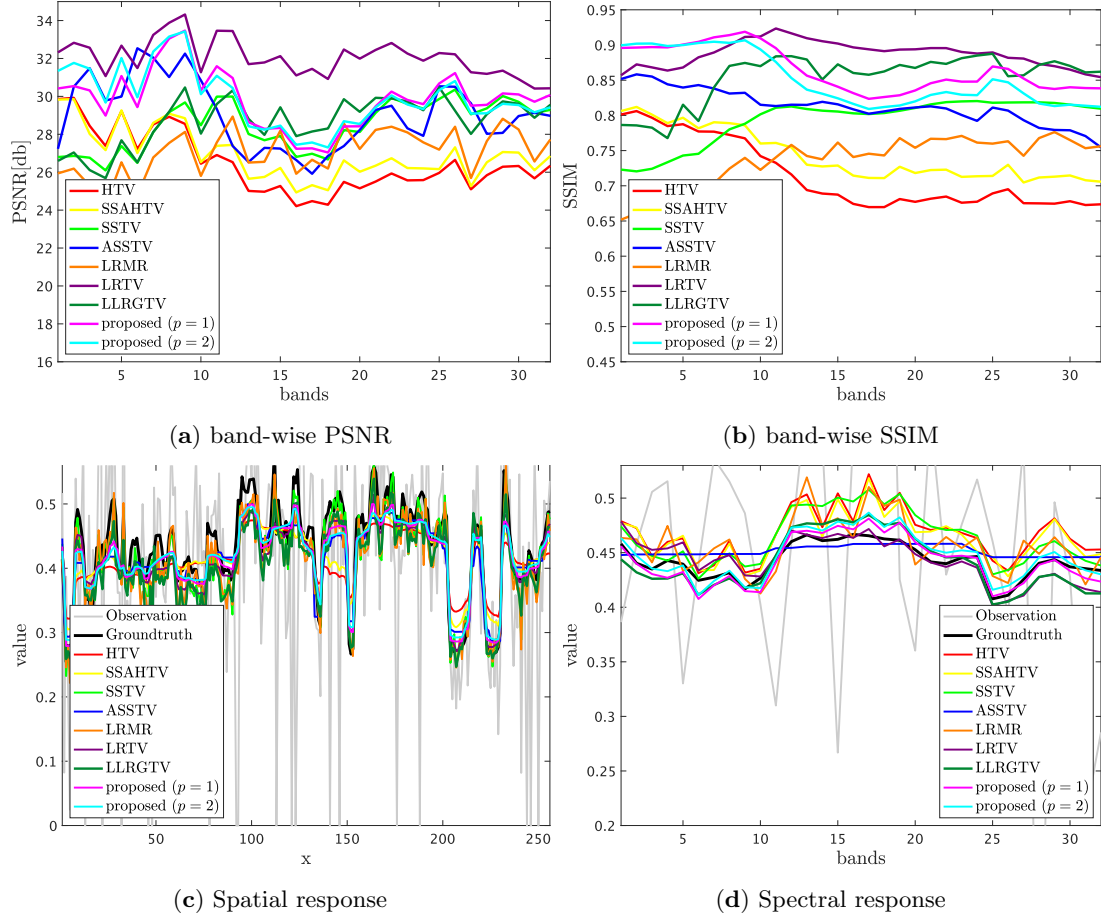 34
32
30
28
26
24
22
20
18
16
PSNR[db]
HTV
SSAHTV
SSTV
ASSTV
LRMR
LRTV
LLRGTV
proposed (p = 1)
proposed (p = 2)
5 10 15 20 25 30
bands
(a) band-wise PSNR
0.95
0.9
0.85
0.8
0.75
0.7
0.65
0.6
0.55
0.5
0.45
SSIM
HTV
SSAHTV
SSTV
ASSTV
LRMR
LRTV
LLRGTV
proposed (p = 1)
proposed (p = 2)
5 10 15 20 25 30
bands
(b) band-wise SSIM
0.5
0.4
0.3
0.2
0.1
0
value
Observation
Groundtruth
HTV
SSAHTV
SSTV
ASSTV
LRMR
LRTV
LLRGTV
proposed (p = 1)
proposed (p = 2)
50 100 150 200 250
x
(c) Spatial response
0.5
0.45
0.4
0.35
0.3
0.25
0.2
value
Observation
Groundtruth
HTV
SSAHTV
SSTV
ASSTV
LRMR
LRTV
LLRGTV
proposed (p = 1)
proposed (p = 2)
5 10 15 20 25 30
bands
(d) Spectral response